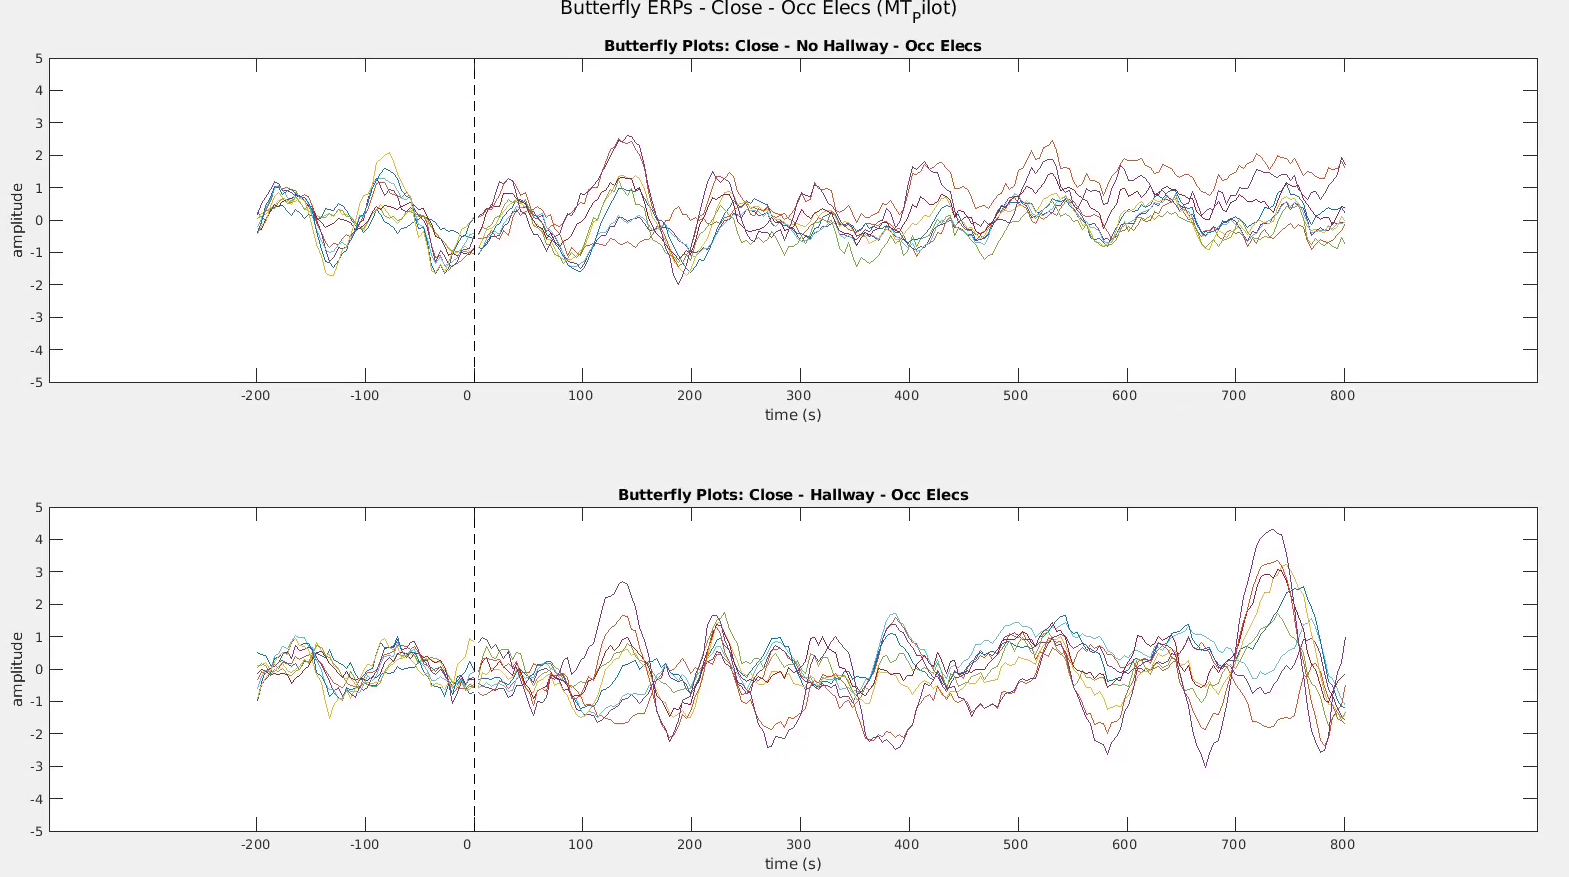 Butterfly ERPs - Close - Occ Elecs (MTpilot)
Butterfly Plots: Close - No Hallway - Occ Elecs
5
4
3
2
1
0
-1
-2
-3
-4
-5
amplitude
-200 -100 0 100 200 300 400 500 600 700 800
time (s)
Butterfly Plots: Close - Hallway - Occ Elecs
5
4
3
2
1
0
-1
-2
-3
-4
-5
amplitude
-200 -100 0 100 200 300 400 500 600 700 800
time (s)